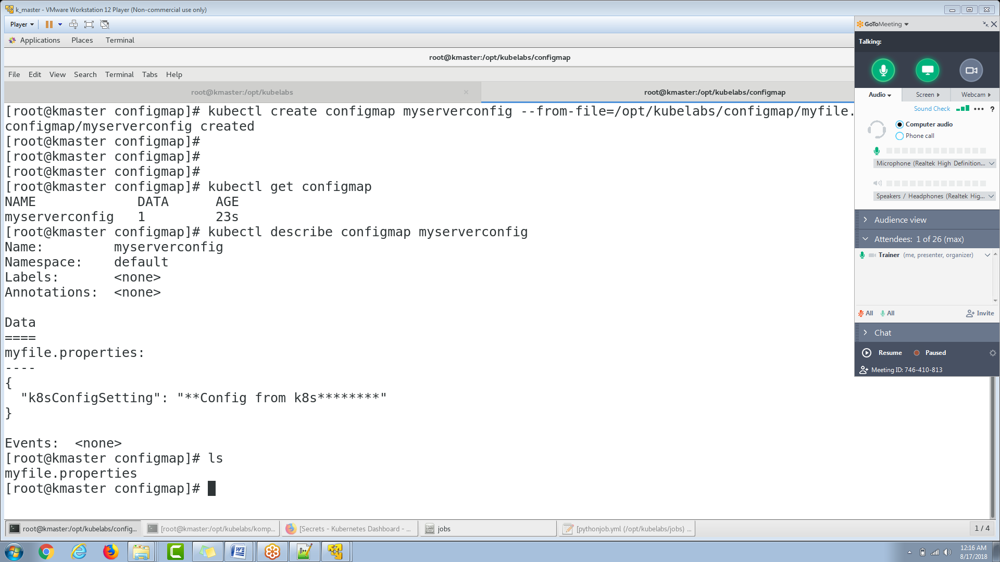 k_master - VMware Workstation 12 Player (Non-commercial use only)
Player
Applications Places Terminal
root@kmaster:/opt/kubelabs/configmap
File Edit View Search Terminal Tabs Help
root@kmaster:/opt/kubelabs ×
root@kmaster:/opt/kubelabs/configmap
[root@kmaster configmap]# kubectl create configmap myserverconfig --from-file=/opt/kubelabs/configmap/myfile.
configmap/myserverconfig created
[root@kmaster configmap]#
[root@kmaster configmap]#
[root@kmaster configmap]#
[root@kmaster configmap]# kubectl get configmap
NAME DATA AGE
myserverconfig 1 23s
[root@kmaster configmap]# kubectl describe configmap myserverconfig
Name: myserverconfig
Namespace: default
Labels: <none>
Annotations: <none>
Data
====
myfile.properties:
----
{
"k8sConfigSetting": "**Config from k8s********"
}
Events: <none>
[root@kmaster configmap]# ls
myfile.properties
[root@kmaster configmap]#
GoToMeeting
Talking:
Audio Screen Webcam
Sound Check ••• ?
Computer audio
Phone call
Microphone (Realtek High Definition...
Speakers / Headphones (Realtek Hig...
Audience view
Attendees: 1 of 26 (max)
Trainer (me, presenter, organizer)
All All Invite
Chat
Resume Paused
Meeting ID: 746-410-813
root@kmaster:/opt/kubelabs/config... [root@kmaster:/opt/kubelabs/komp... [Secrets - Kubernetes Dashboard - ... jobs [pythonjob.yml (/opt/kubelabs/jobs) ... 1 / 4
12:16 AM
8/17/2018